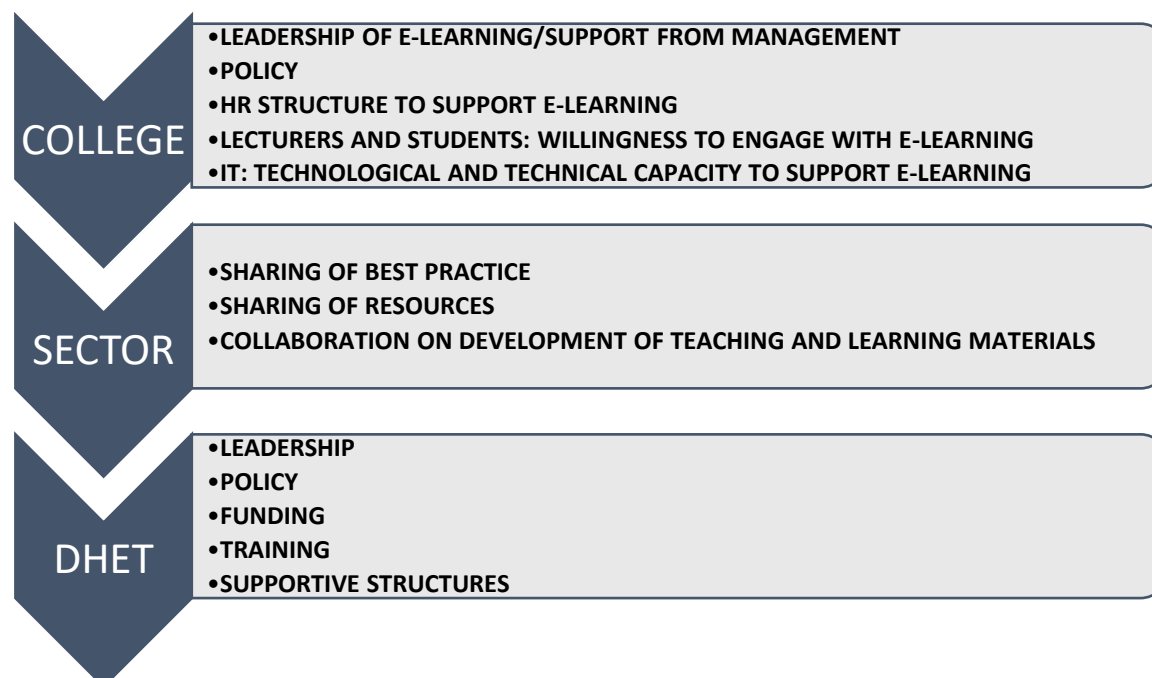 COLLEGE
•LEADERSHIP OF E-LEARNING/SUPPORT FROM MANAGEMENT
•POLICY
•HR STRUCTURE TO SUPPORT E-LEARNING
•LECTURERS AND STUDENTS: WILLINGNESS TO ENGAGE WITH E-LEARNING
•IT: TECHNOLOGICAL AND TECHNICAL CAPACITY TO SUPPORT E-LEARNING
SECTOR
•SHARING OF BEST PRACTICE
•SHARING OF RESOURCES
•COLLABORATION ON DEVELOPMENT OF TEACHING AND LEARNING MATERIALS
DHET
•LEADERSHIP
•POLICY
•FUNDING
•TRAINING
•SUPPORTIVE STRUCTURES